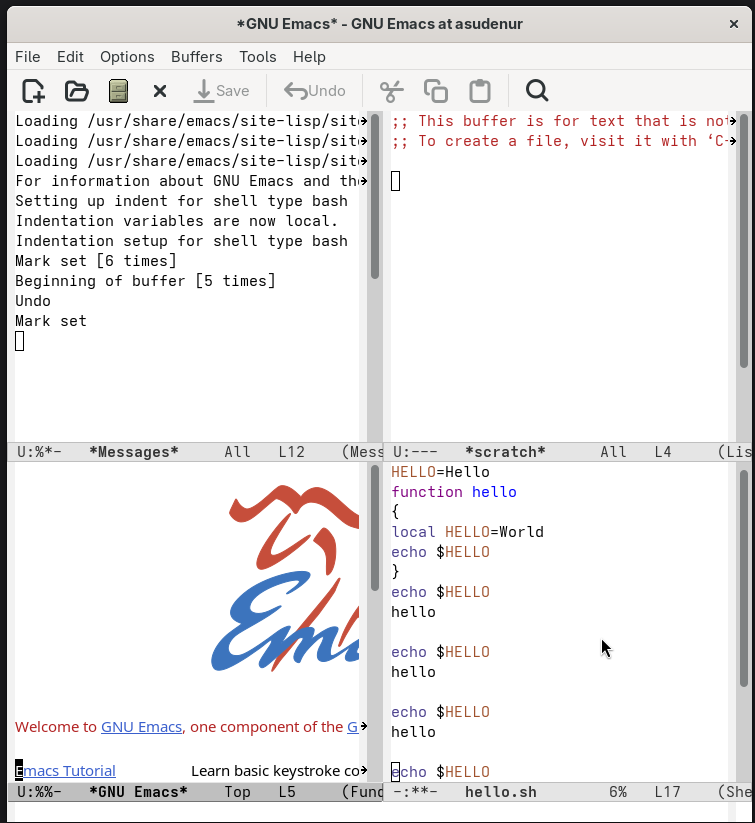 *GNU Emacs* - GNU Emacs at asudenur
File Edit Options Buffers Tools Help
Save Undo
Loading /usr/share/emacs/site-lisp/sit
Loading /usr/share/emacs/site-lisp/sit
Loading /usr/share/emacs/site-lisp/sit
For information about GNU Emacs and th
Setting up indent for shell type bash
Indentation variables are now local.
Indentation setup for shell type bash
Mark set [6 times]
Beginning of buffer [5 times]
Undo
Mark set
U:%*- *Messages* All L12 (Mess
;; This buffer is for text that is not
;; To create a file, visit it with ‘C-
U:--- *scratch* All L4 (Lis
Emacs
Welcome to GNU Emacs, one component of the G
Emacs Tutorial Learn basic keystroke co
U:%%- *GNU Emacs* Top L5 (Fund
HELLO=Hello
function hello
{
local HELLO=World
echo $HELLO
}
echo $HELLO
hello
echo $HELLO
hello
echo $HELLO
hello
echo $HELLO
-:**- hello.sh 6% L17 (She